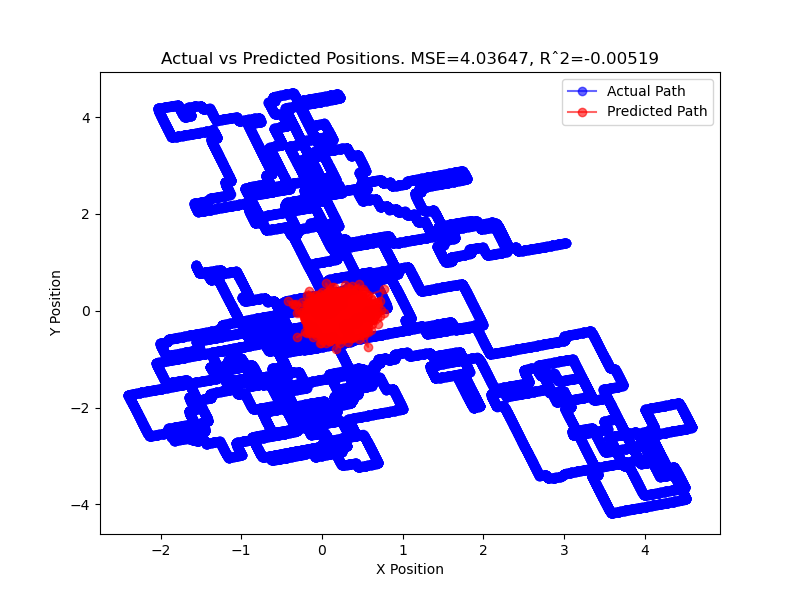 Actual vs Predicted Positions. MSE=4.03647, Rˆ2=-0.00519
Actual Path
Predicted Path
4
2
0
−2
−4
Y Position
−2
−1
0
1
2
3
4
X Position